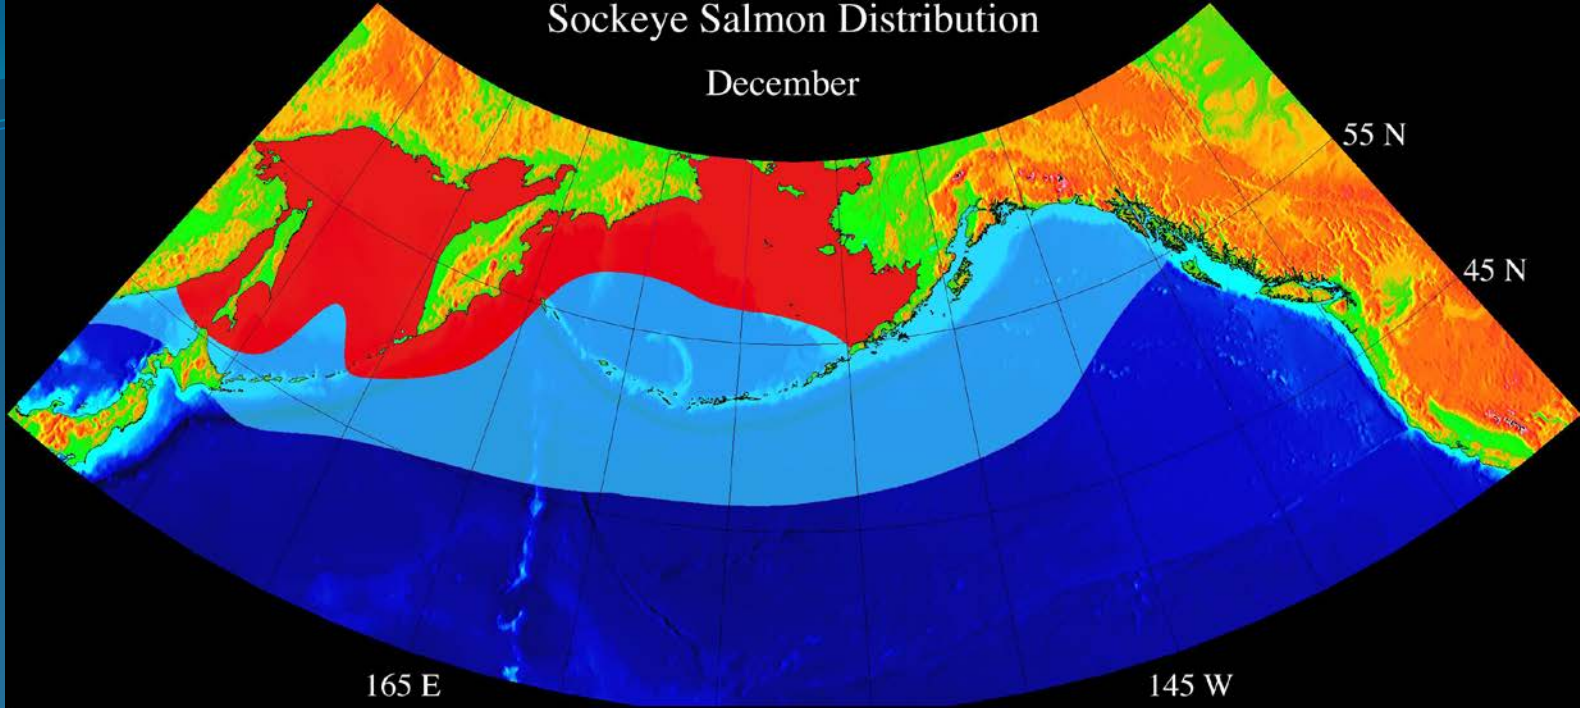 Sockeye Salmon Distribution
December
55 N
45 N
165 E
145 W